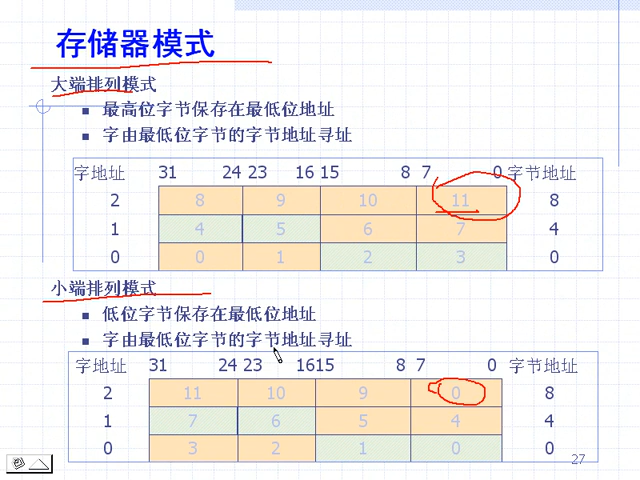 存储器模式
大端排列模式
最高位字节保存在最低位地址
字由最低位字节的字节地址寻址
字地址 31 24 23 16 15 8 7 0 字节地址
2 8 9 10 11 8
1 4 5 6 7 4
0 0 1 2 3 0
小端排列模式
低位字节保存在最低位地址
字由最低位字节的字节地址寻址
字地址 31 24 23 1615 8 7 0 字节地址
2 11 10 9 0 8
1 7 6 5 4 4
0 3 2 1 0 0
27